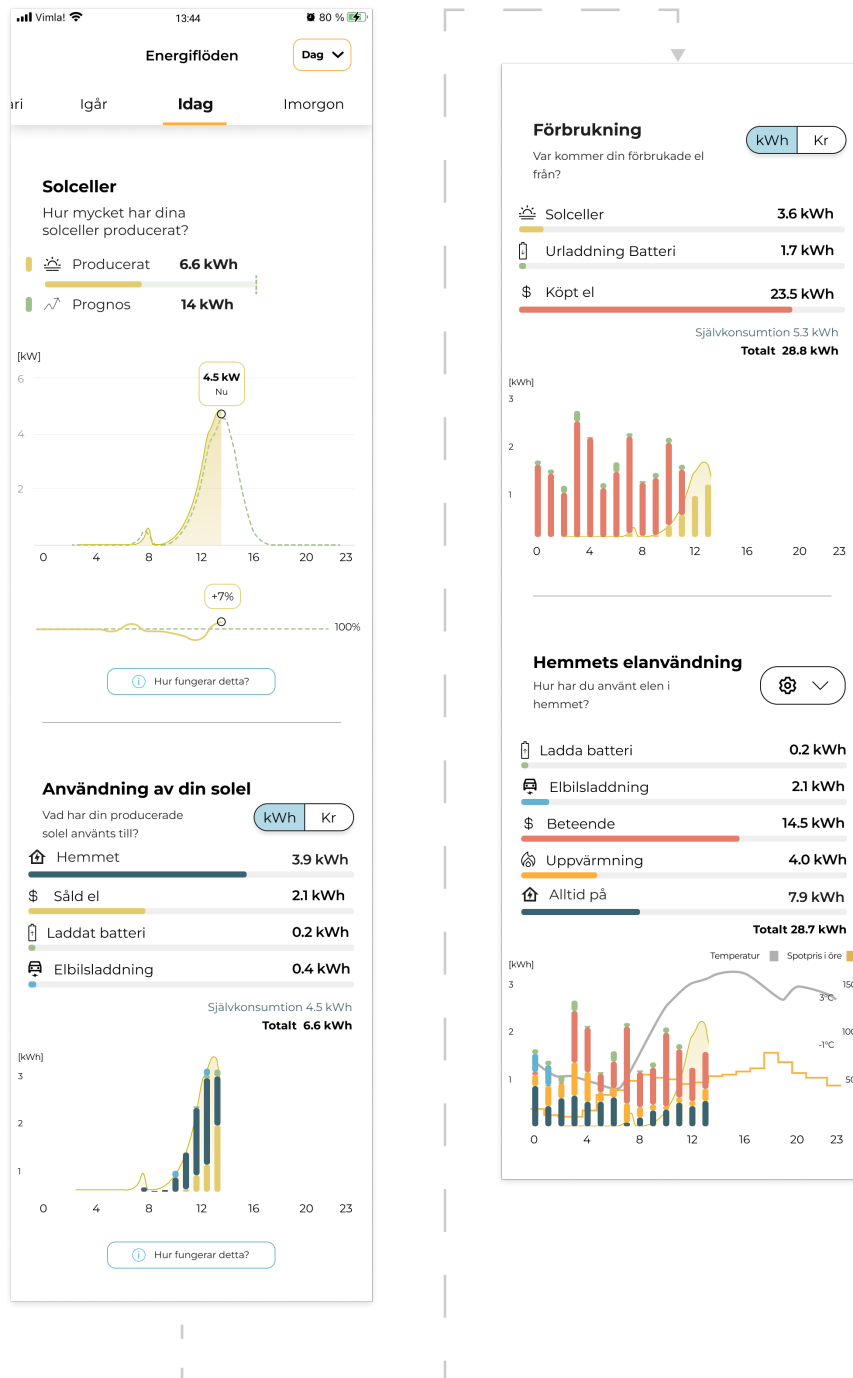 Vimla!
13:44
80 %
Energiflöden
Dag
ari
Igår
Idag
Imorgon
Solceller
Hur mycket har dina
solceller producerat?
Producerat 6.6 kWh
Prognos 14 kWh
[kW]
6
4
2
4.5 kW
Nu
0 4 8 12 16 20 23
+7%
100%
Hur fungerar detta?
Användning av din solel
Vad har din producerade
solel använts till?
kWh Kr
Hemmet 3.9 kWh
$ Såld el 2.1 kWh
Laddat batteri 0.2 kWh
Elbilsladdning 0.4 kWh
Självkonsumtion 4.5 kWh
Totalt 6.6 kWh
[kWh]
3
2
1
0 4 8 12 16 20 23
Hur fungerar detta?
Förbrukning
Var kommer din förbrukade el
från?
kWh Kr
Solceller 3.6 kWh
Urladdning Batteri 1.7 kWh
$ Köpt el 23.5 kWh
Självkonsumtion 5.3 kWh
Totalt 28.8 kWh
[kWh]
3
2
1
0 4 8 12 16 20 23
Hemmets elanvändning
Hur har du använt elen i
hemmet?
Ladda batteri 0.2 kWh
Elbilsladdning 2.1 kWh
$ Beteende 14.5 kWh
Uppvärmning 4.0 kWh
Alltid på 7.9 kWh
Totalt 28.7 kWh
Temperatur Spotpris i öre
[kWh]
3
2
1
3°C
-1°C
150
100
50
0 4 8 12 16 20 23